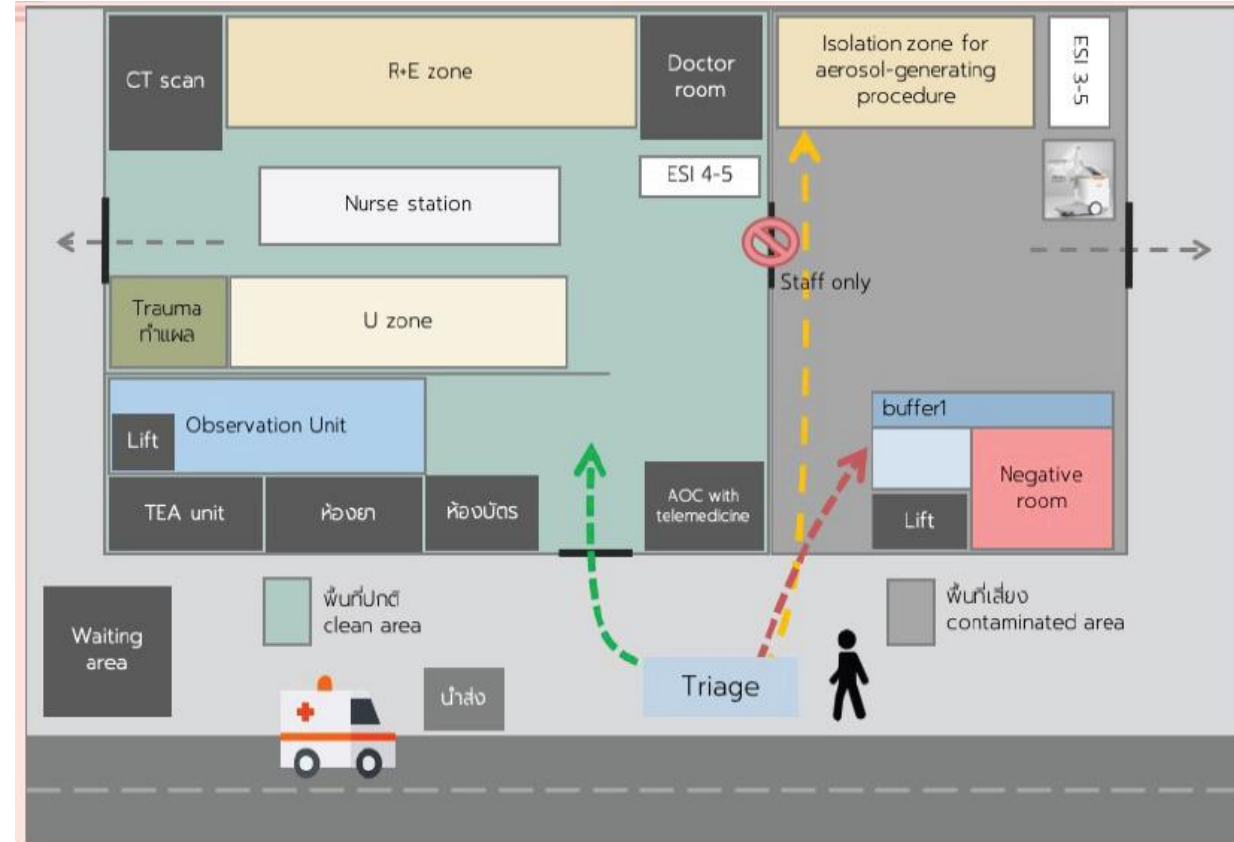 CT scan
R+E zone
Doctor
room
Isolation zone for
aerosol-generating
procedure
ESI 3-5
ESI 4-5
Nurse station
Staff only
Trauma
ทำแผล
U zone
Observation Unit
Lift
buffer1
Negative
room
Lift
TEA unit
ห้องยา
ห้องบัตร
AOC with
telemedicine
พื้นที่ปกติ
clean area
พื้นที่เสี่ยง
contaminated area
Waiting
area
นำส่ง
Triage